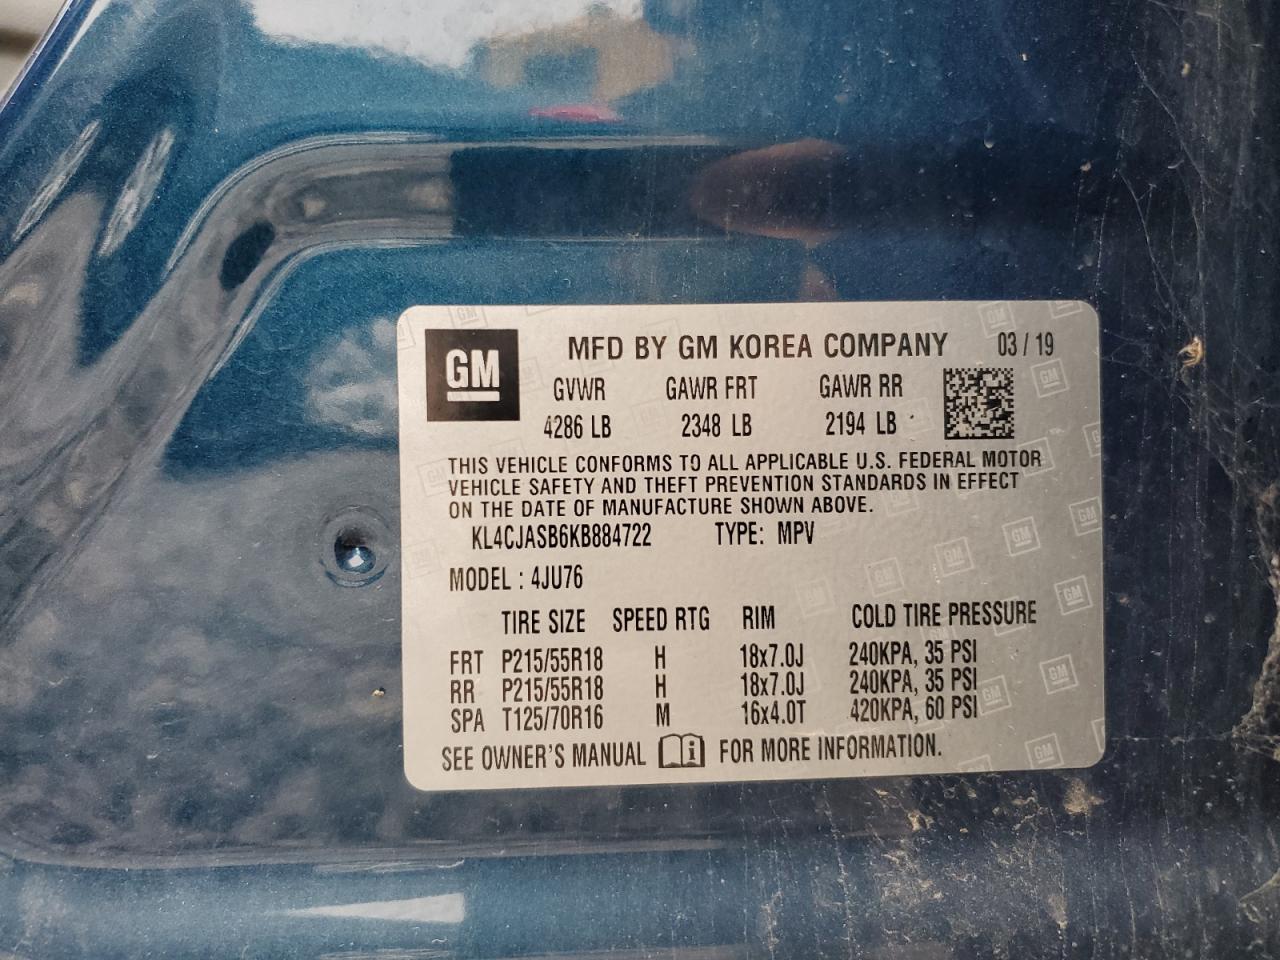 GM
MFD BY GM KOREA COMPANY 03 / 19
GVWR GAWR FRT GAWR RR
4286 LB 2348 LB 2194 LB
THIS VEHICLE CONFORMS TO ALL APPLICABLE U.S. FEDERAL MOTOR
VEHICLE SAFETY AND THEFT PREVENTION STANDARDS IN EFFECT
ON THE DATE OF MANUFACTURE SHOWN ABOVE.
KL4CJASB6KB884722 TYPE: MPV
MODEL : 4JU76
TIRE SIZE SPEED RTG RIM COLD TIRE PRESSURE
FRT P215/55R18 H 18x7.0J 240KPA, 35 PSI
RR P215/55R18 H 18x7.0J 240KPA, 35 PSI
SPA T125/70R16 M 16x4.0T 420KPA, 60 PSI
SEE OWNER'S MANUAL FOR MORE INFORMATION.